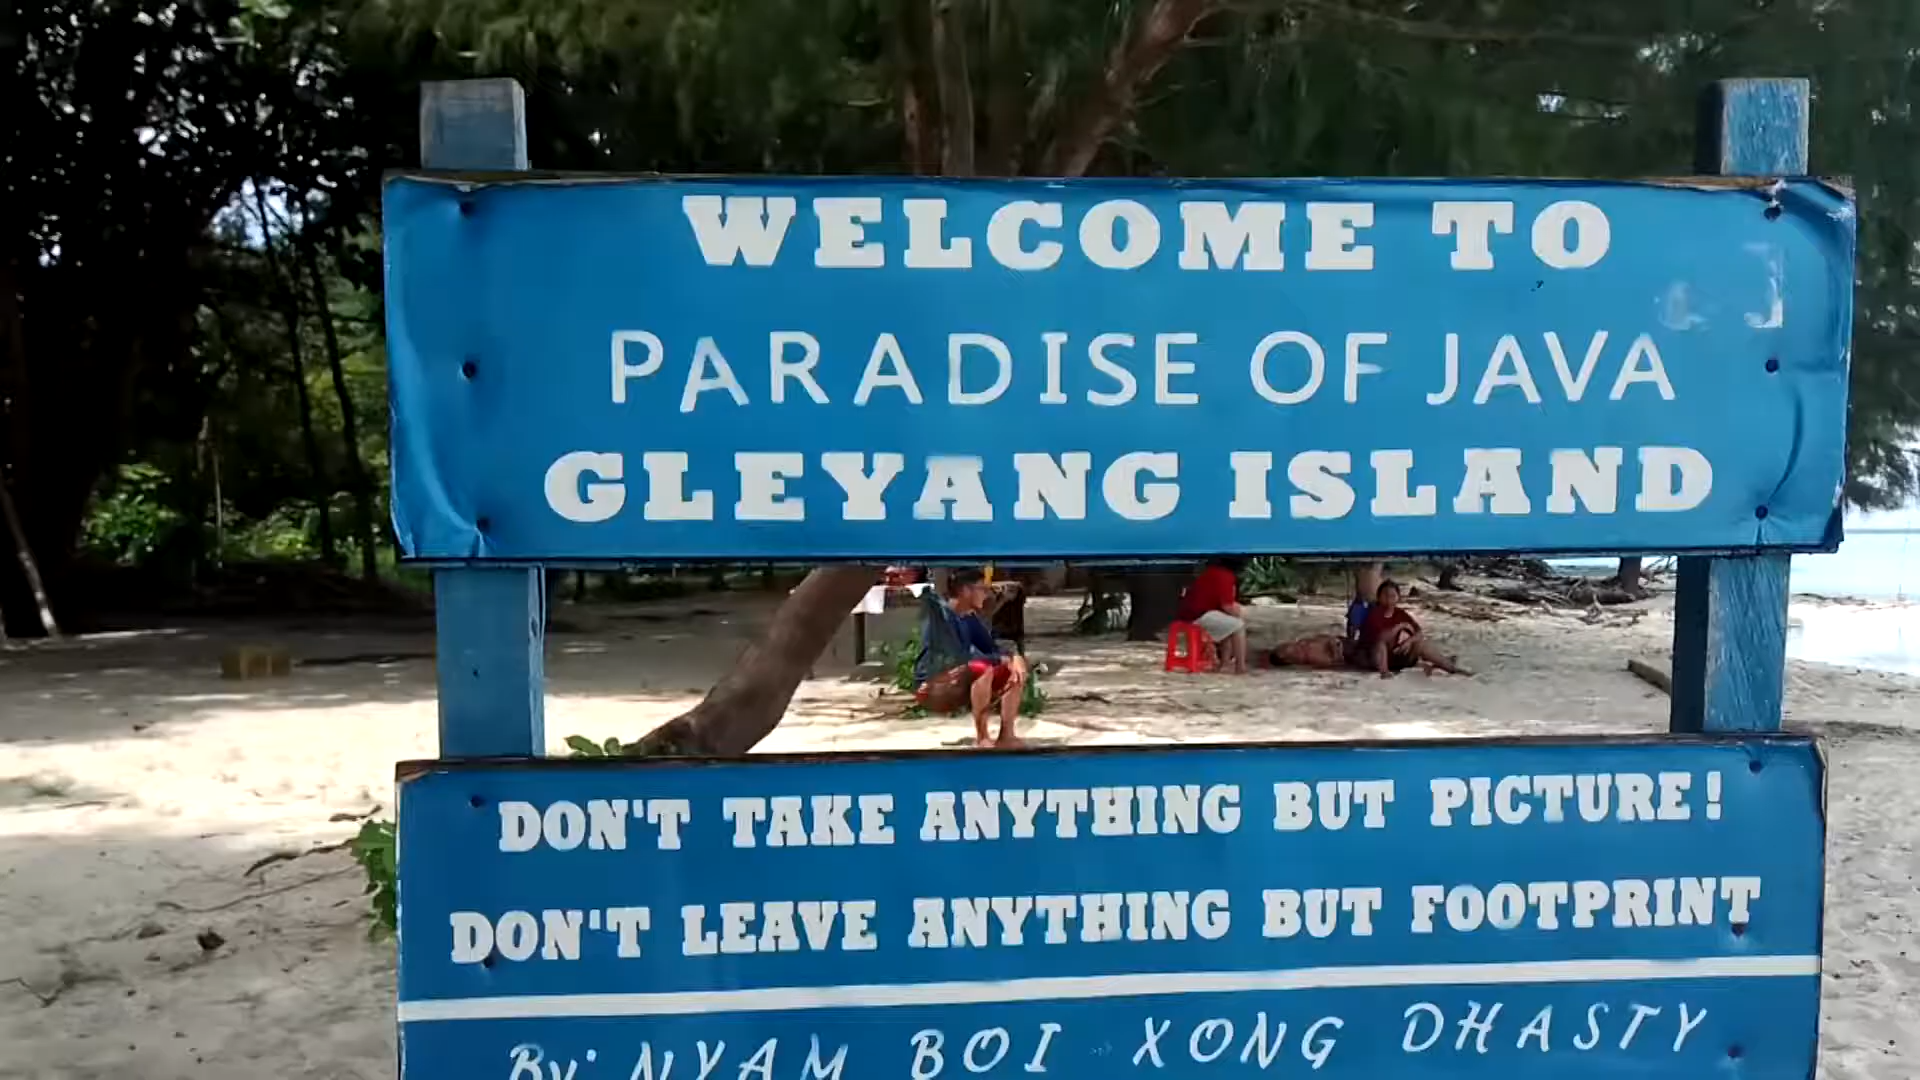 WELCOME TO
PARADISE OF JAVA
GLEYANG ISLAND
DON'T TAKE ANYTHING BUT PICTURE!
DON'T LEAVE ANYTHING BUT FOOTPRINT
By: NYAM BOI XONG DHASTY